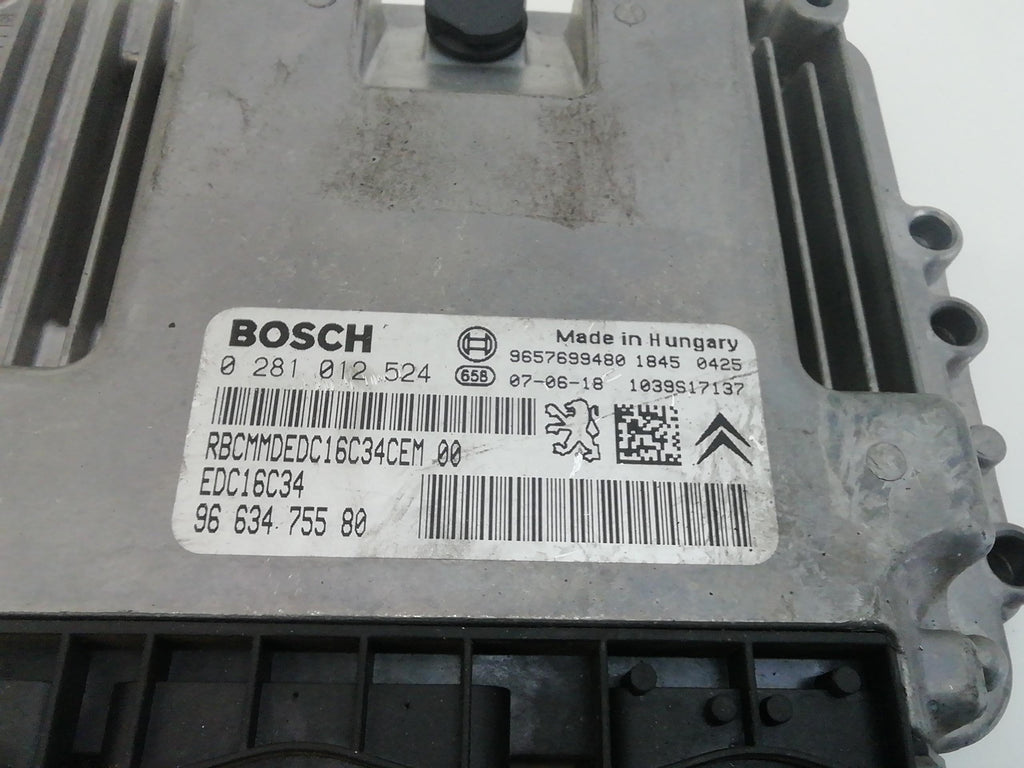 BOSCH
0 281 012 524
658
Made in Hungary
9657699480 1845 0425
07-06-18 1039S17137
RBCMMDEDC16C34CEM 00
EDC16C34
96 634 755 80